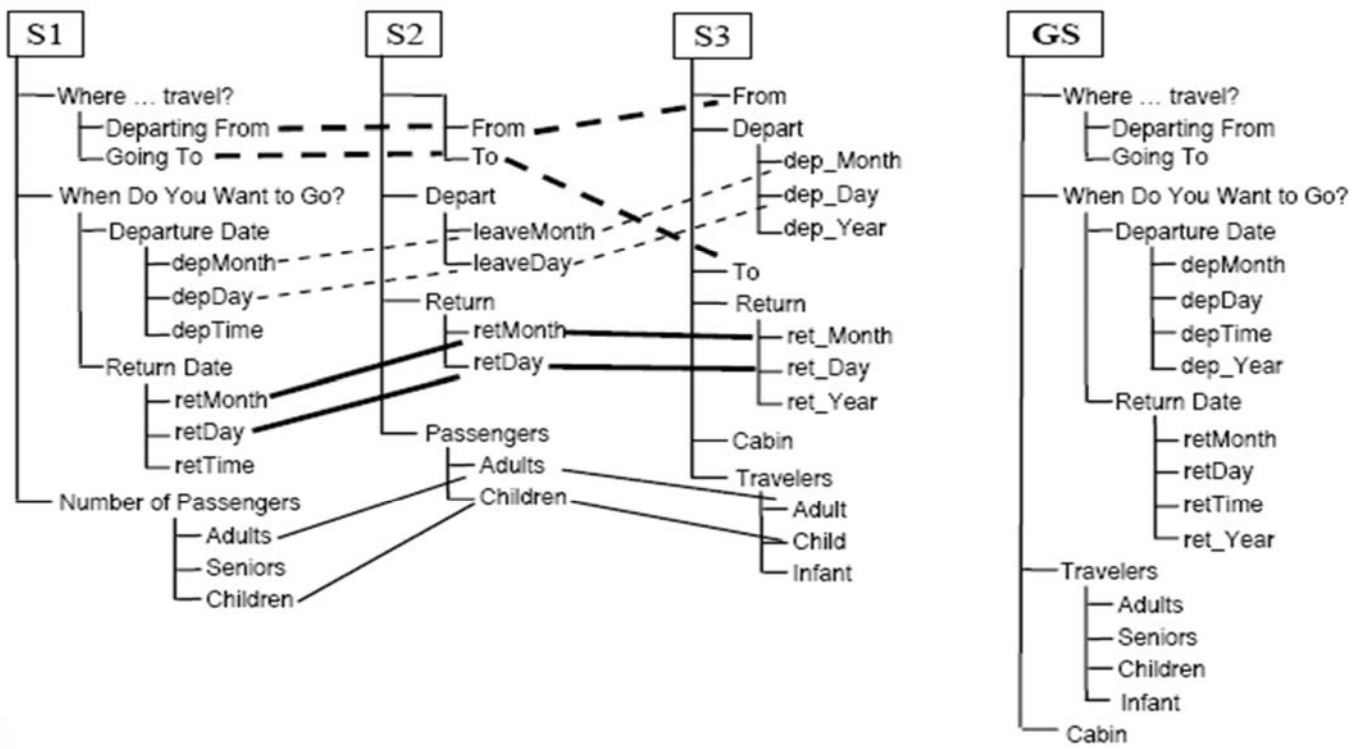 S1
Where ... travel?
Departing From
Going To
When Do You Want to Go?
Departure Date
depMonth
depDay
depTime
Return Date
retMonth
retDay
retTime
Number of Passengers
Adults
Seniors
Children
S2
From
To
Depart
leaveMonth
leaveDay
Return
retMonth
retDay
Passengers
Adults
Children
S3
From
Depart
dep_Month
dep_Day
dep_Year
To
Return
ret_Month
ret_Day
ret_Year
Cabin
Travelers
Adult
Child
Infant
GS
Where ... travel?
Departing From
Going To
When Do You Want to Go?
Departure Date
depMonth
depDay
depTime
dep_Year
Return Date
retMonth
retDay
retTime
ret_Year
Travelers
Adults
Seniors
Children
Infant
Cabin